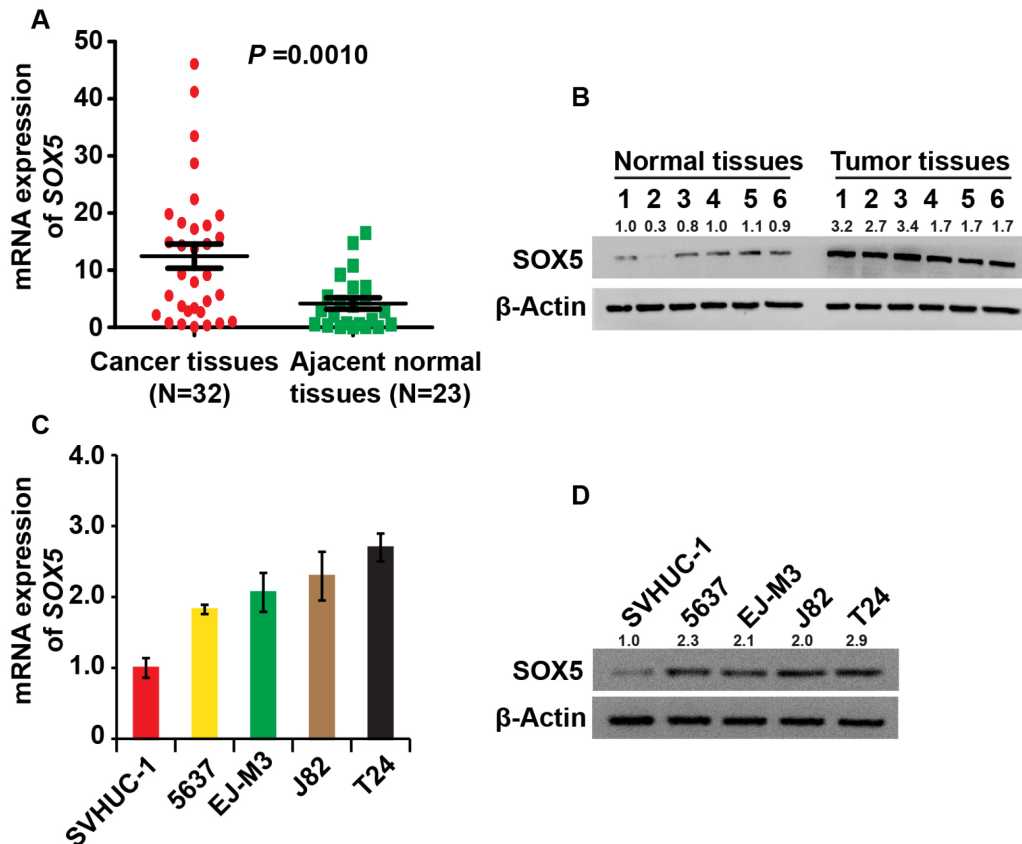 A
P =0.0010
mRNA expression
of SOX5
50
40
30
20
10
0
Cancer tissues
(N=32)
Ajacent normal
tissues (N=23)
B
Normal tissues
Tumor tissues
1 2 3 4 5 6
1 2 3 4 5 6
1.0 0.3 0.8 1.0 1.1 0.9
3.2 2.7 3.4 1.7 1.7 1.7
SOX5
β-Actin
C
mRNA expression
of SOX5
4.0
3.0
2.0
1.0
0
SVHUC-1
5637
EJ-M3
J82
T24
D
SVHUC-1
5637
EJ-M3
J82
T24
1.0 2.3 2.1 2.0 2.9
SOX5
β-Actin